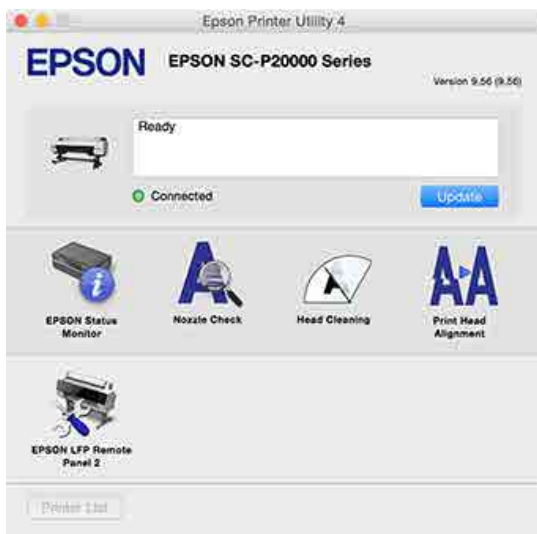 Epson Printer Utility 4
EPSON
EPSON SC-P20000 Series
Version 9.56 (9.56)
Ready
Connected
Update
EPSON Status
Monitor
Nozzle Check
Head Cleaning
Print Head
Alignment
EPSON LFP Remote
Panel 2
Printer List